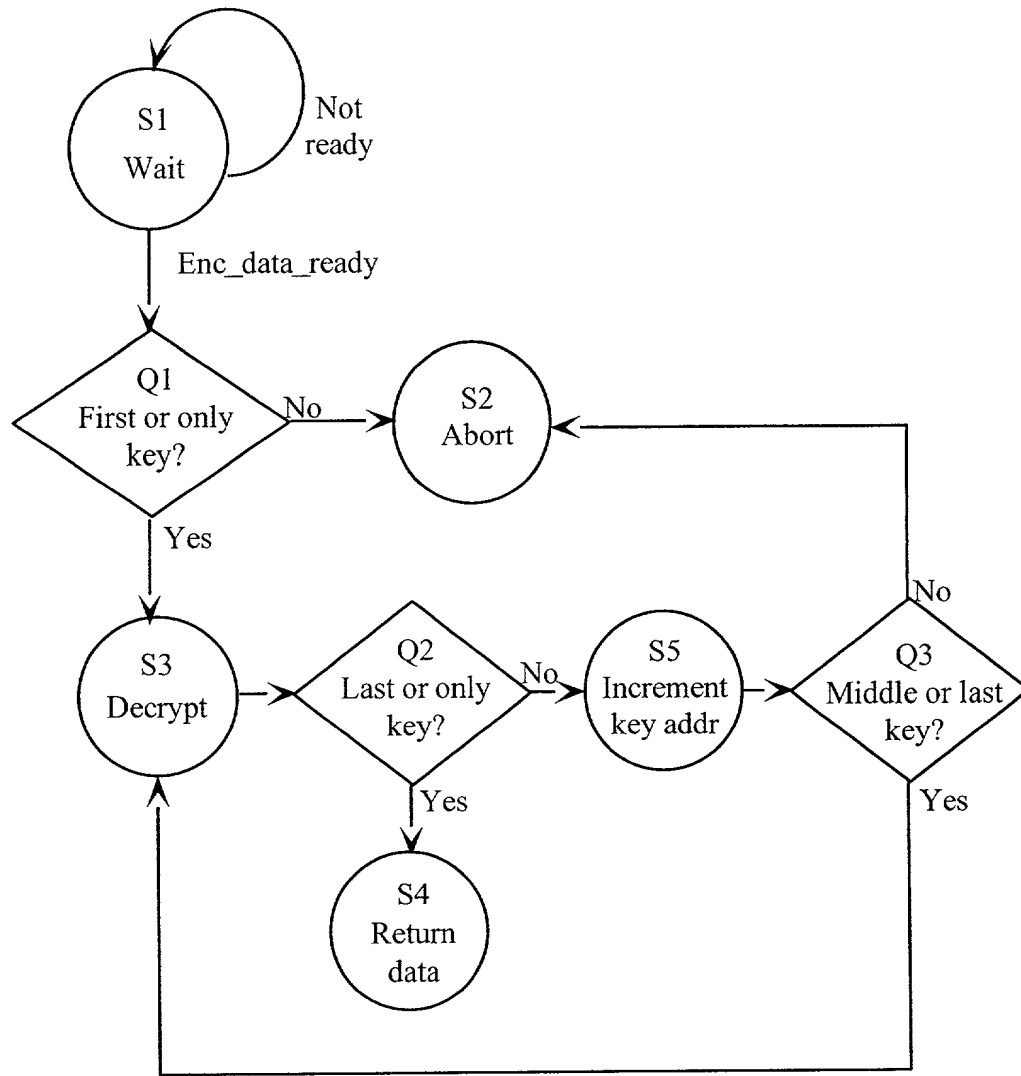 S1
Wait
Not
ready
Enc_data_ready
Q1
First or only
key?
No
S2
Abort
Yes
No
S3
Decrypt
Q2
Last or only
key?
No
S5
Increment
key addr
Q3
Middle or last
key?
Yes
Yes
S4
Return
data